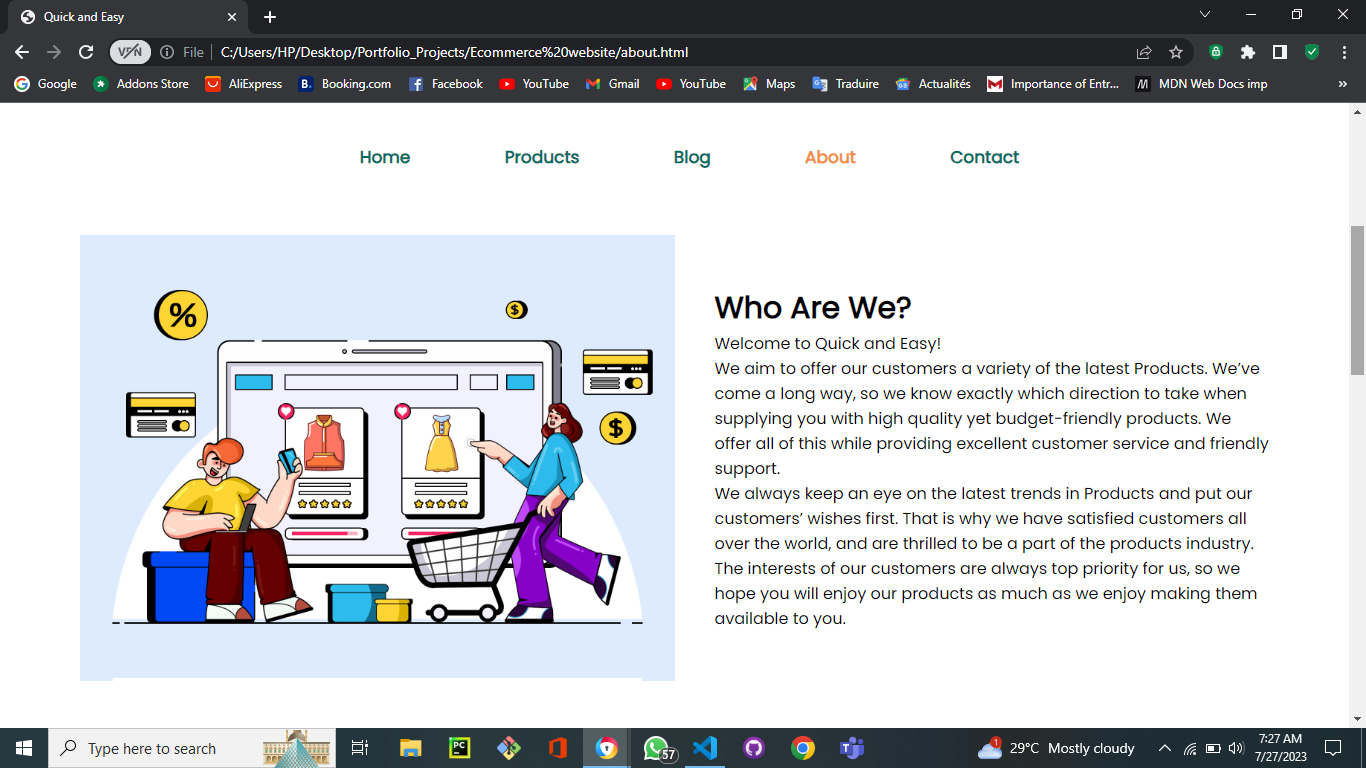 Quick and Easy
VPN
File
C:/Users/HP/Desktop/Portfolio_Projects/Ecommerce%20website/about.html
Google
Addons Store
AliExpress
B.
Booking.com
Facebook
YouTube
Gmail
YouTube
Maps
Traduire
Actualités
Importance of Entr...
MDN Web Docs imp
»
Home
Products
Blog
About
Contact
%
$
$
Who Are We?
Welcome to Quick and Easy!
We aim to offer our customers a variety of the latest Products. We’ve
come a long way, so we know exactly which direction to take when
supplying you with high quality yet budget-friendly products. We
offer all of this while providing excellent customer service and friendly
support.
We always keep an eye on the latest trends in Products and put our
customers’ wishes first. That is why we have satisfied customers all
over the world, and are thrilled to be a part of the products industry.
The interests of our customers are always top priority for us, so we
hope you will enjoy our products as much as we enjoy making them
available to you.
Type here to search
PC
57
1
29°C Mostly cloudy
7:27 AM
7/27/2023